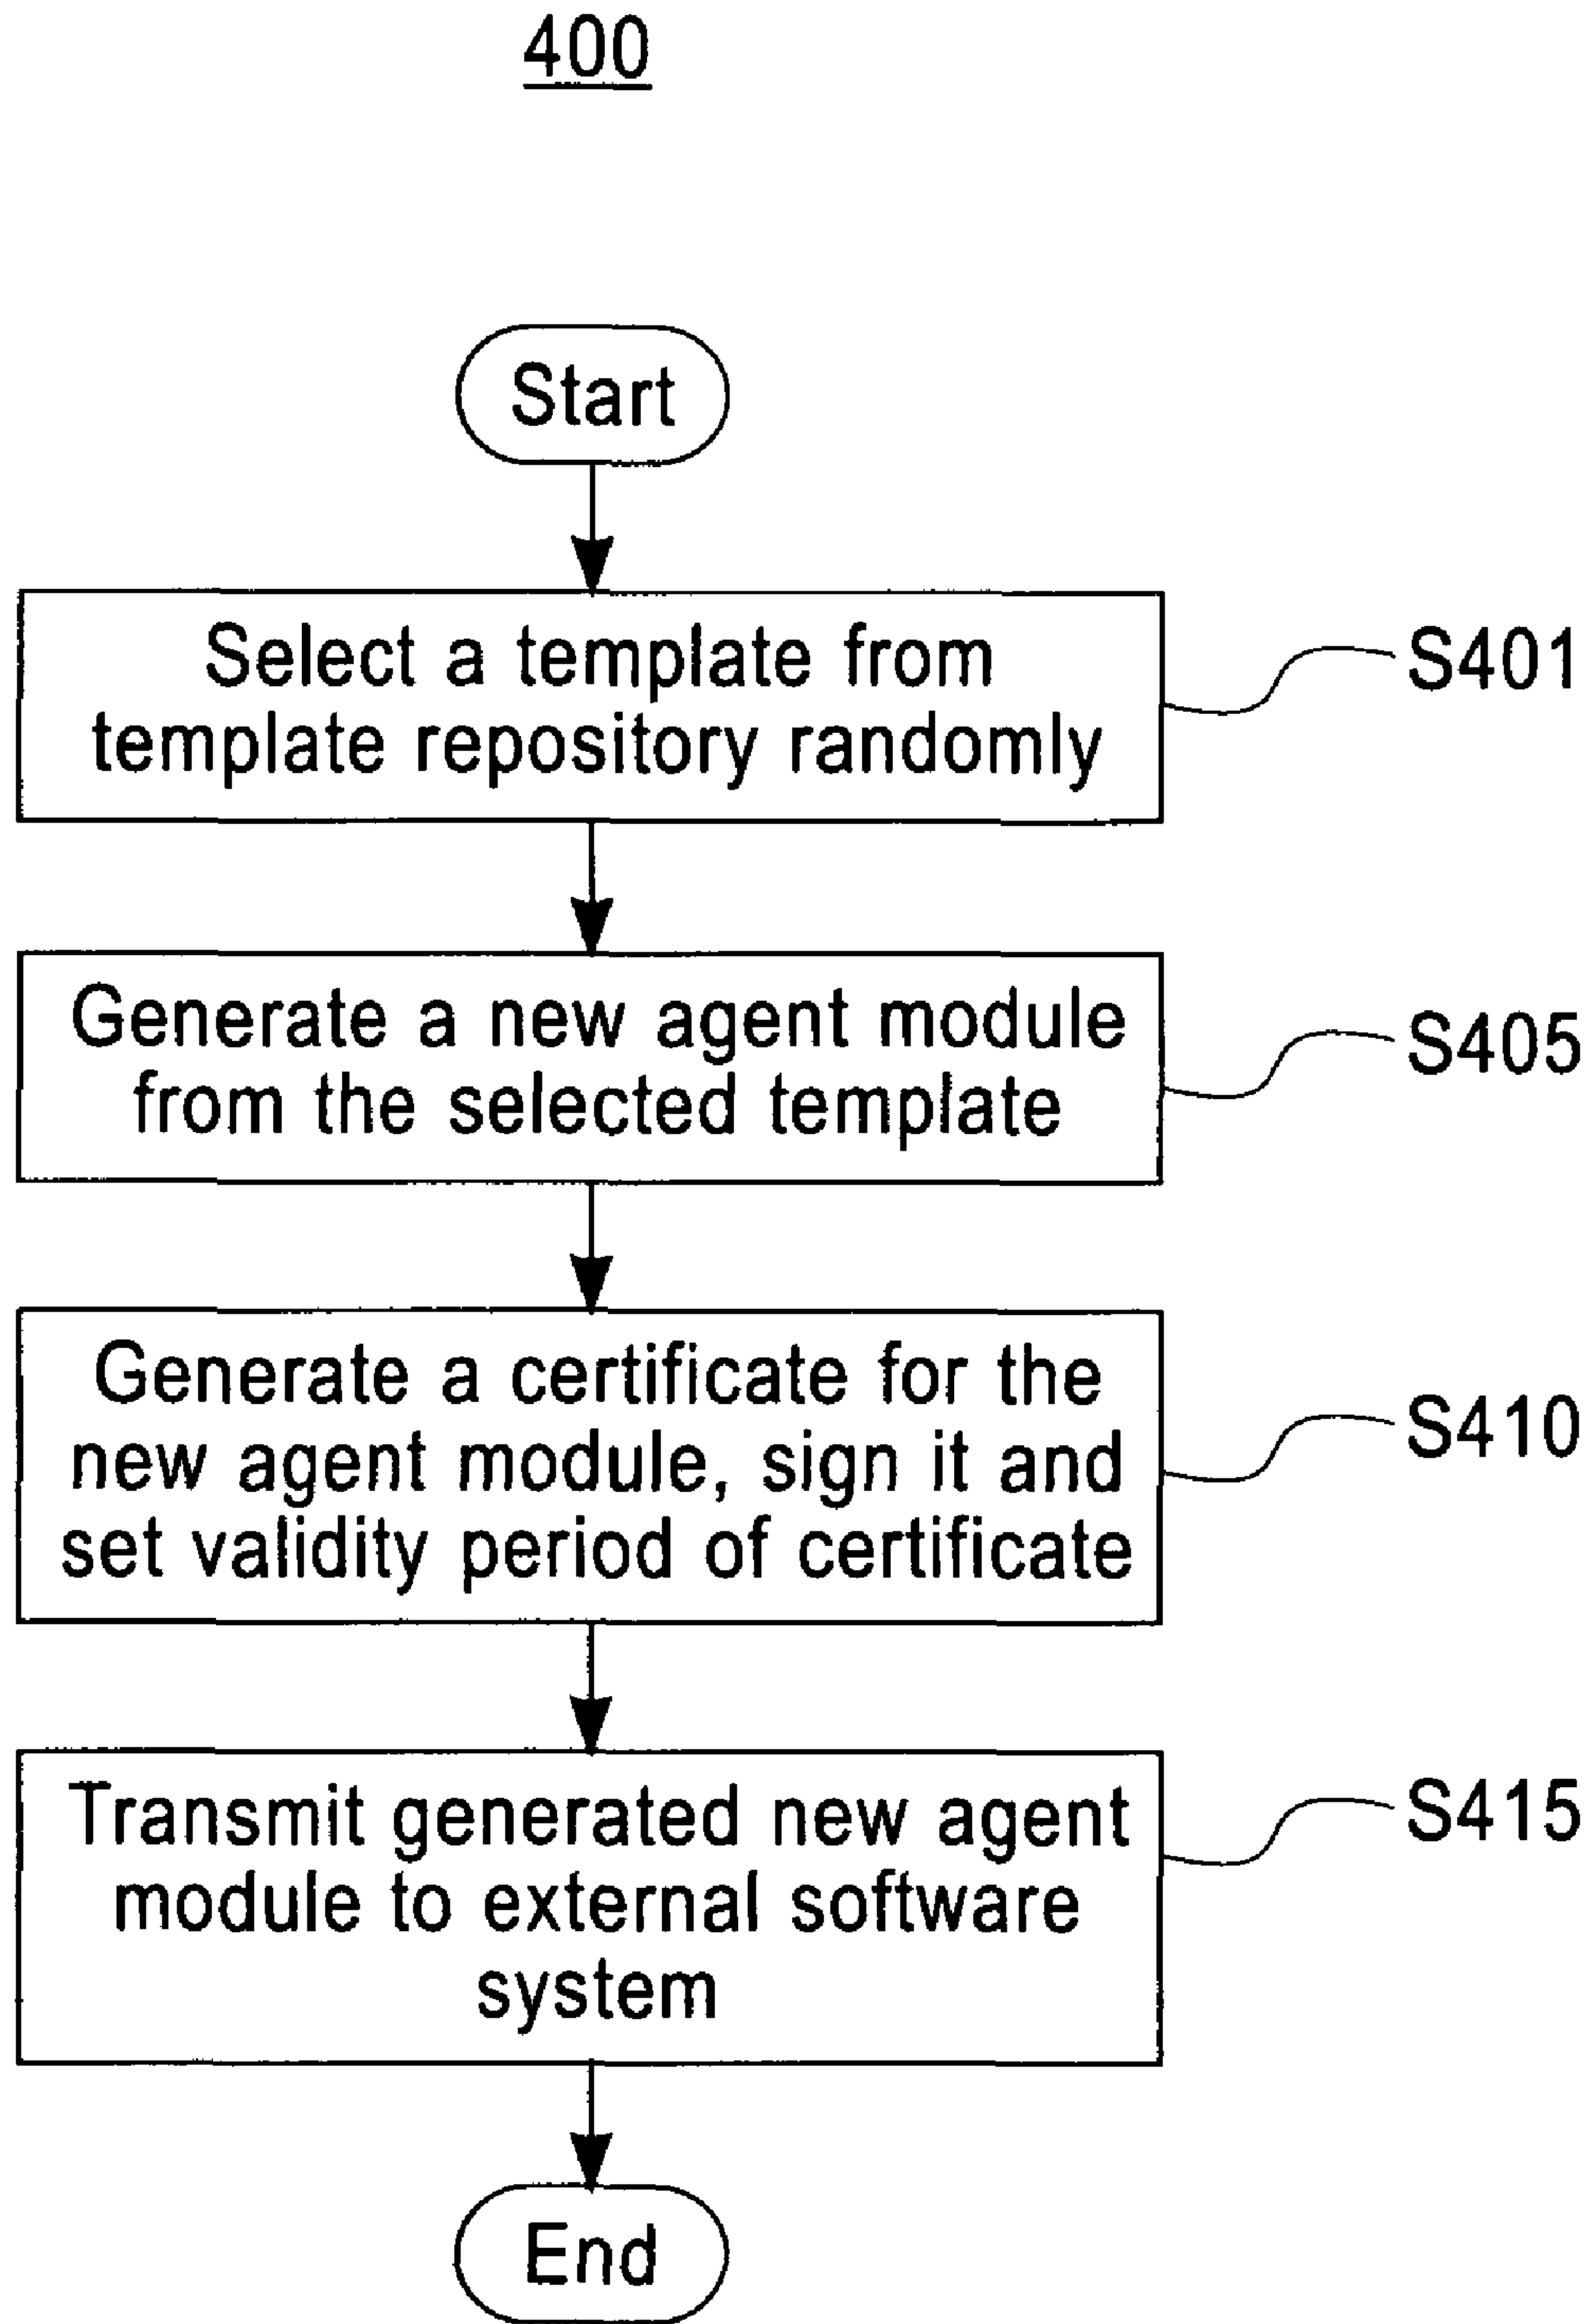 400
Start
Select a template from
template repository randomly
S401
Generate a new agent module
from the selected template
S405
Generate a certificate for the
new agent module, sign it and
set validity period of certificate
S410
Transmit generated new agent
module to external software
system
S415
End